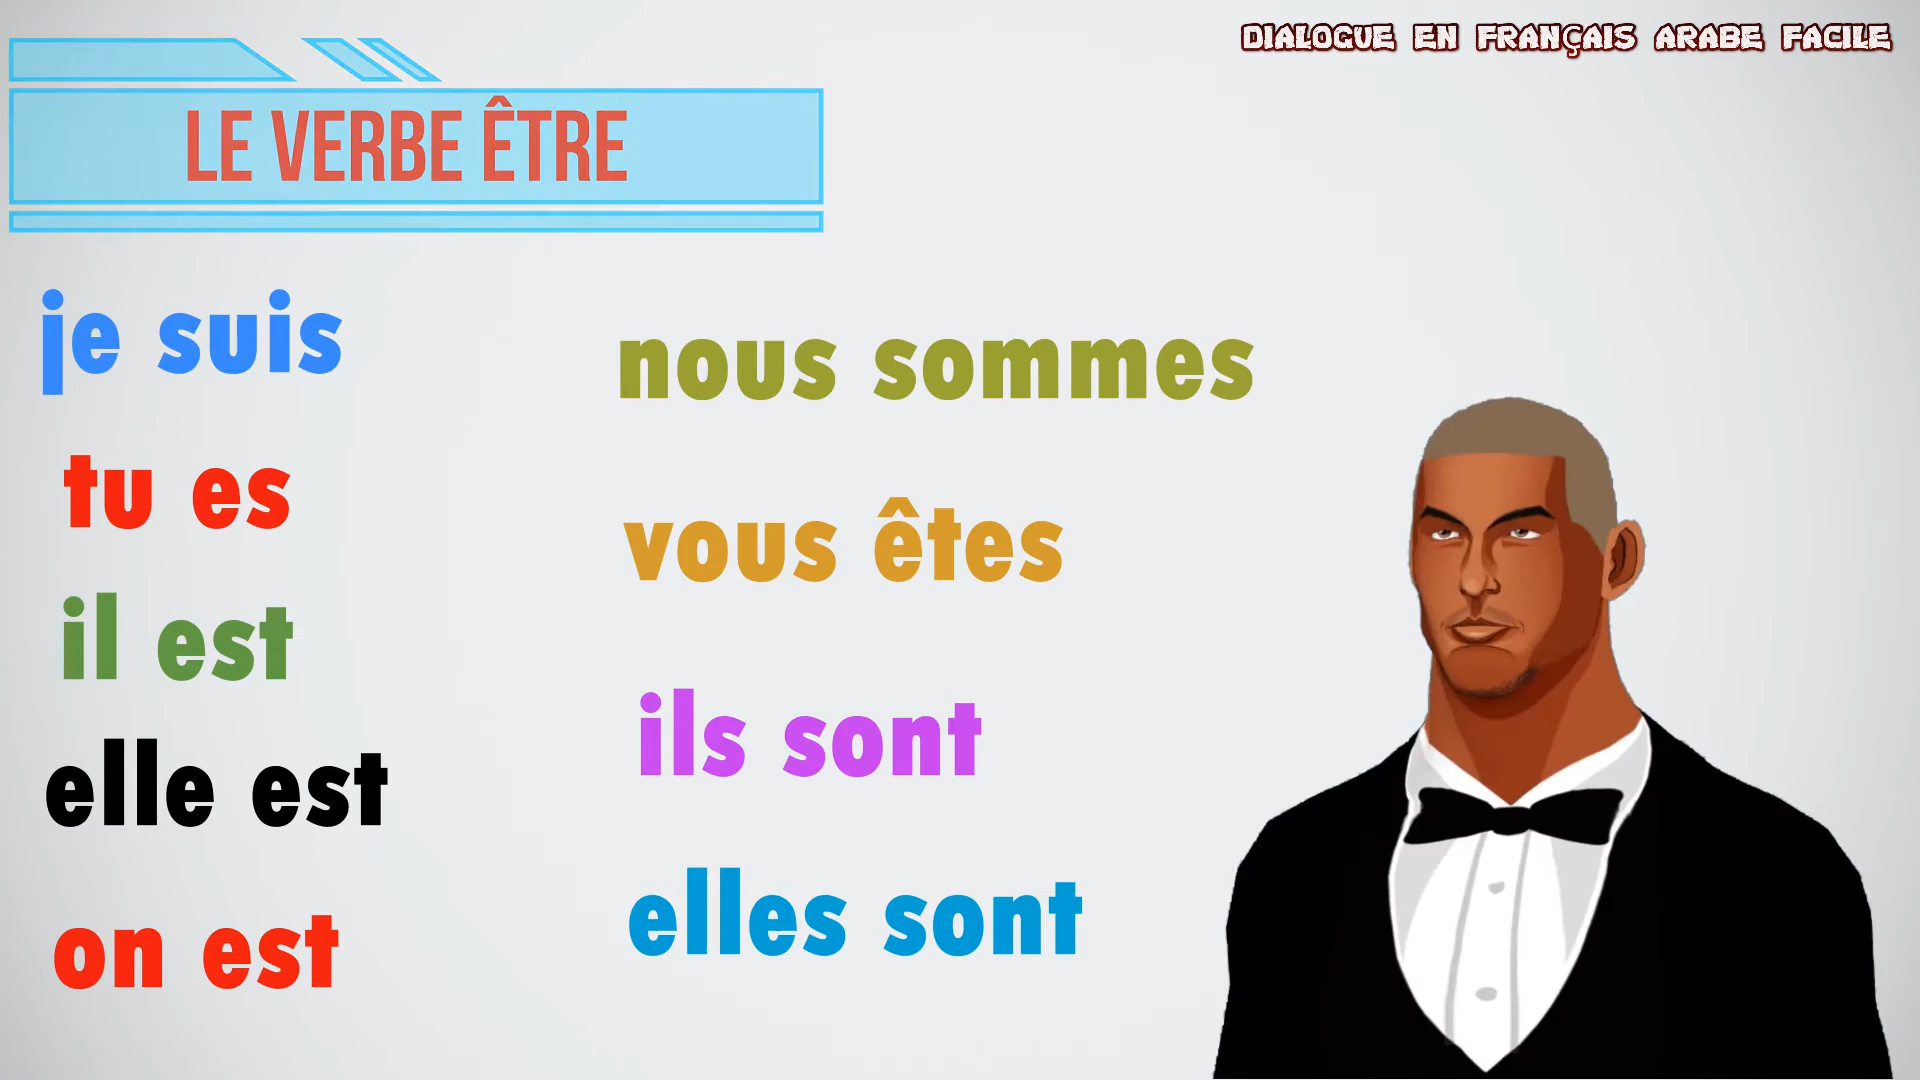 DIALOGUE EN FRANÇAIS ARABE FACILE
LE VERBE ÊTRE
je suis
tu es
il est
elle est
on est
nous sommes
vous êtes
ils sont
elles sont